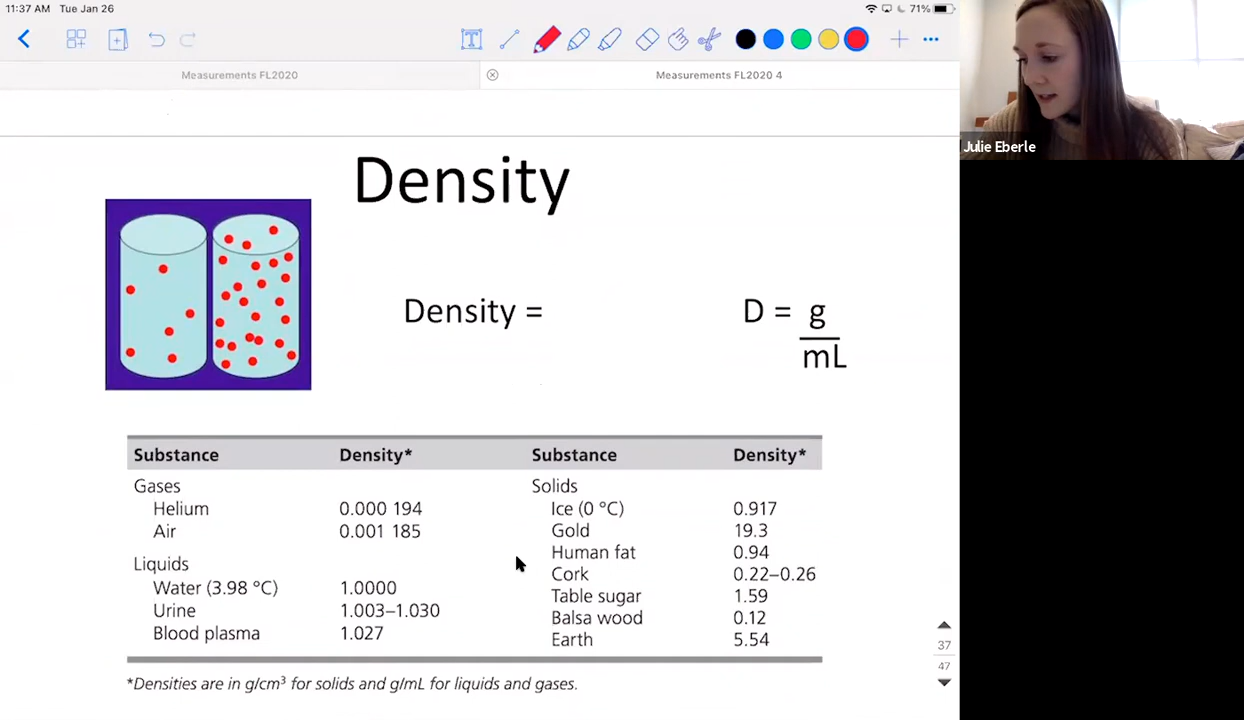 11:37 AM Tue Jan 26
71%
T
Measurements FL2020
Measurements FL2020 4
Julie Eberle
Density
Density =
D = g
mL
Substance Density* Substance Density*
Gases Solids
Helium 0.000 194 Ice (0 °C) 0.917
Air 0.001 185 Gold 19.3
Human fat 0.94
Liquids Cork 0.22–0.26
Water (3.98 °C) 1.0000 Table sugar 1.59
Urine 1.003–1.030 Balsa wood 0.12
Blood plasma 1.027 Earth 5.54
37
47
*Densities are in g/cm³ for solids and g/mL for liquids and gases.